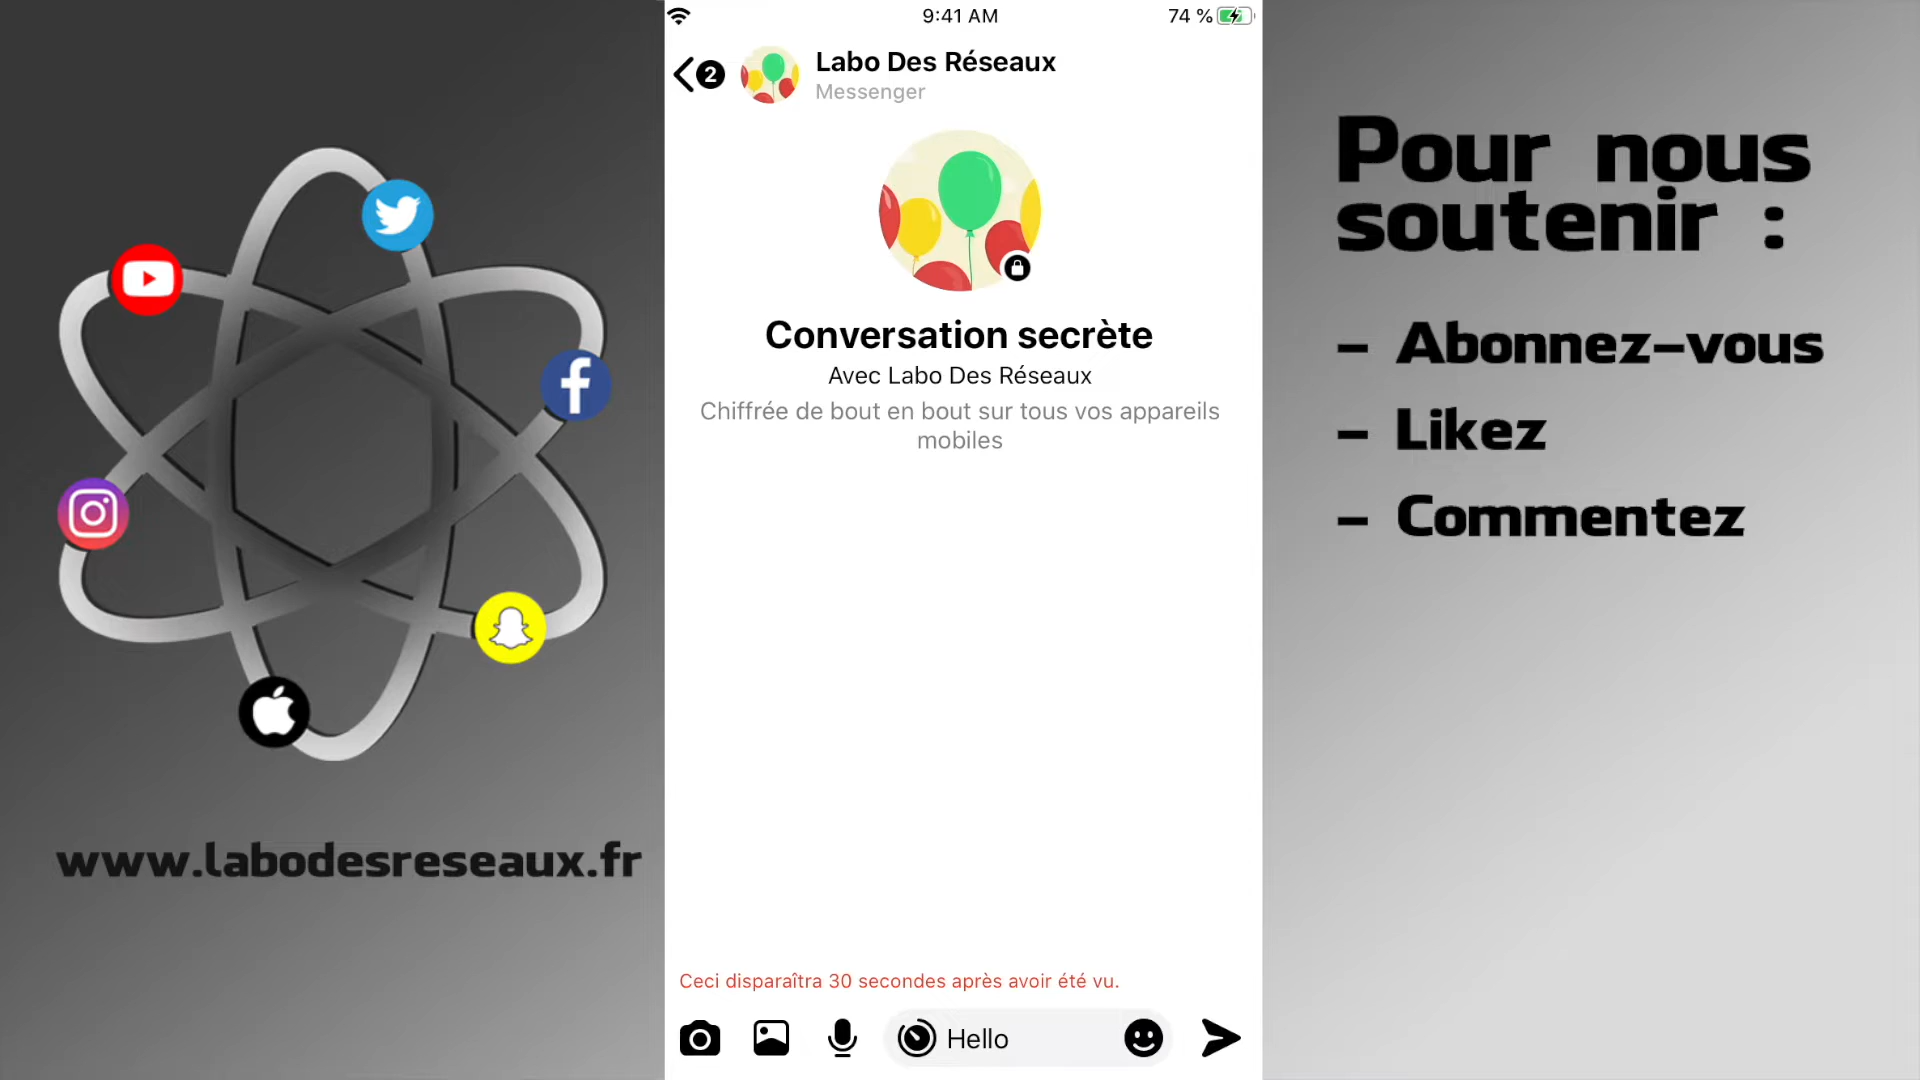 9:41 AM
74 %
2
Labo Des Réseaux
Messenger
Conversation secrète
Avec Labo Des Réseaux
Chiffrée de bout en bout sur tous vos appareils
mobiles
Ceci disparaîtra 30 secondes après avoir été vu.
Hello
www.labodesreseaux.fr
Pour nous
soutenir :
- Abonnez-vous
- Likez
- Commentez